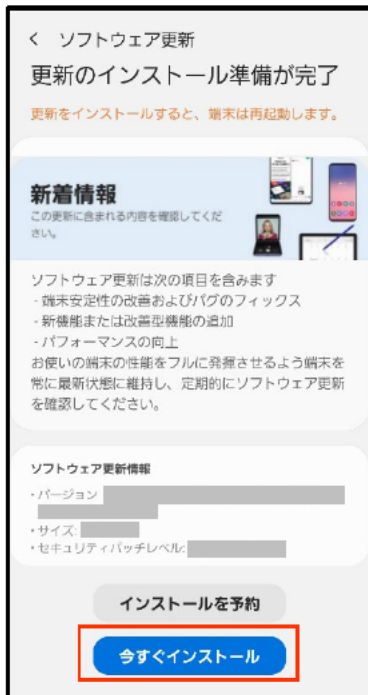 < ソフトウェア更新
更新のインストール準備が完了
更新をインストールすると、端末は再起動します。
新着情報
この更新に含まれる内容を確認してくだ
さい。
ソフトウェア更新は次の項目を含みます
- 端末安定性の改善およびバグのフィックス
- 新機能または改善型機能の追加
- パフォーマンスの向上
お使いの端末の性能をフルに発揮させるよう端末を
常に最新状態に維持し、定期的にソフトウェア更新
を確認してください。
ソフトウェア更新情報
・バージョン
・サイズ:
・セキュリティパッチレベル:
インストールを予約
今すぐインストール